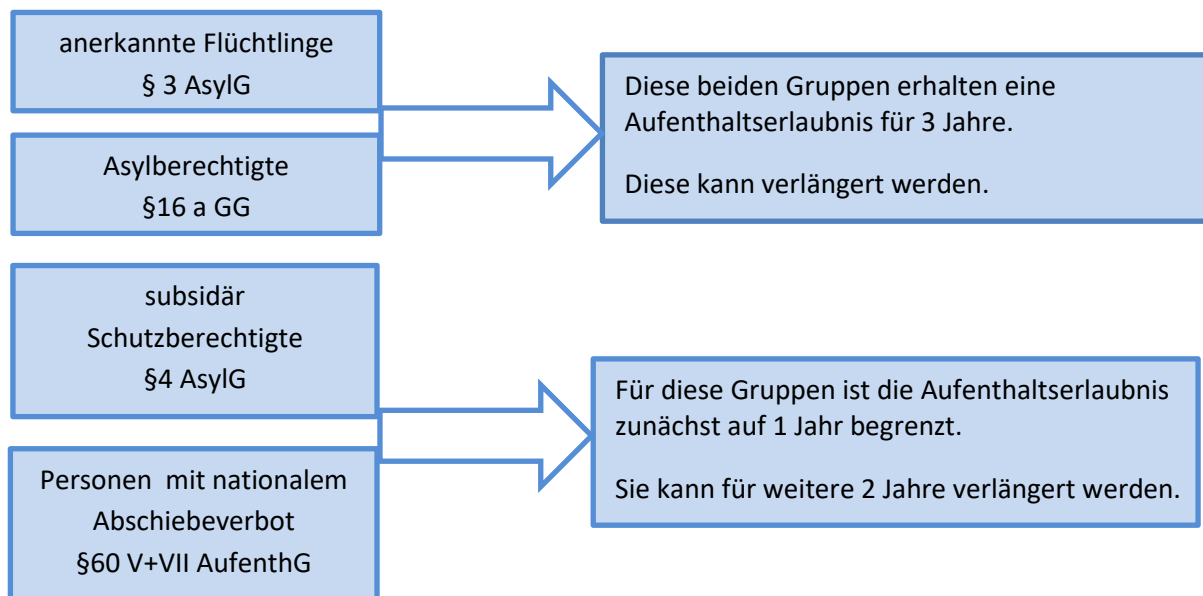 anerkannte Flüchtlinge
§ 3 AsylG
Asylberechtigte
§16 a GG
Diese beiden Gruppen erhalten eine
Aufenthaltserlaubnis für 3 Jahre.
Diese kann verlängert werden.
subsidär
Schutzberechtigte
§4 AsylG
Personen mit nationalem
Abschiebeverbot
§60 V+VII AufenthG
Für diese Gruppen ist die Aufenthaltserlaubnis
zunächst auf 1 Jahr begrenzt.
Sie kann für weitere 2 Jahre verlängert werden.